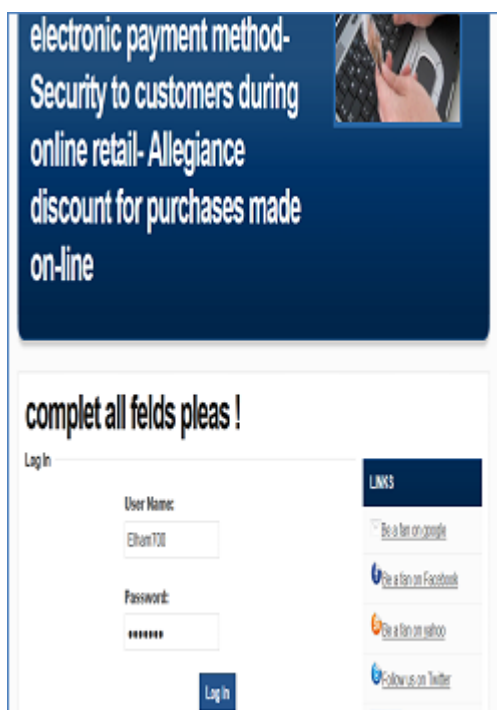 electronic payment method-
Security to customers during
online retail- Allegiance
discount for purchases made
on-line
complet all felds pleas !
Log In
User Name:
Elham700
Password:
•••••••
Log In
LINKS
Be a fan on google
Be a fan on Facebook
Be a fan on yahoo
Follow us on Twitter